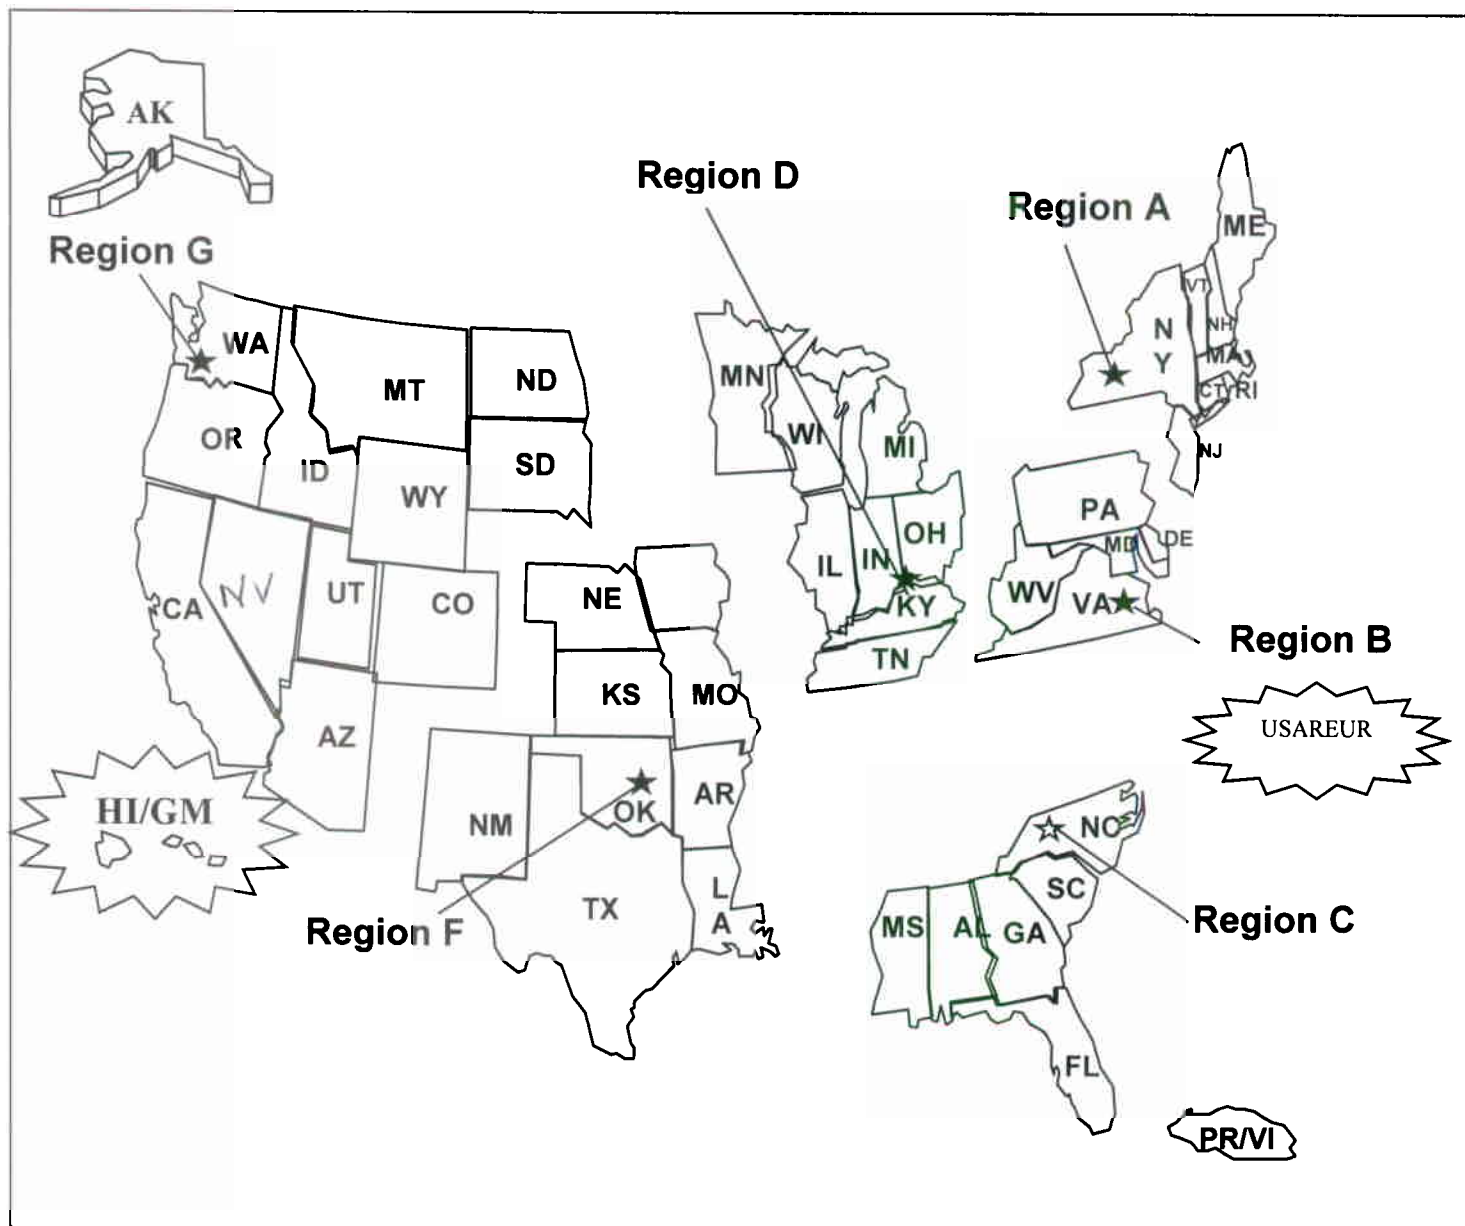 AK
Region D
Region A
ME
Region G
VT
N
Y
NH
WA
MA
MT
ND
MN
CT
RI
OR
WI
MI
NJ
SD
ID
WY
PA
OH
MD
DE
IN
IL
UT
NE
CO
WV
VA
CA
NV
KY
Region B
TN
KS
MO
USAREUR
AZ
AR
HI/GM
OK
NM
NC
L
A
SC
TX
Region F
MS
AL
GA
Region C
FL
PR/VI